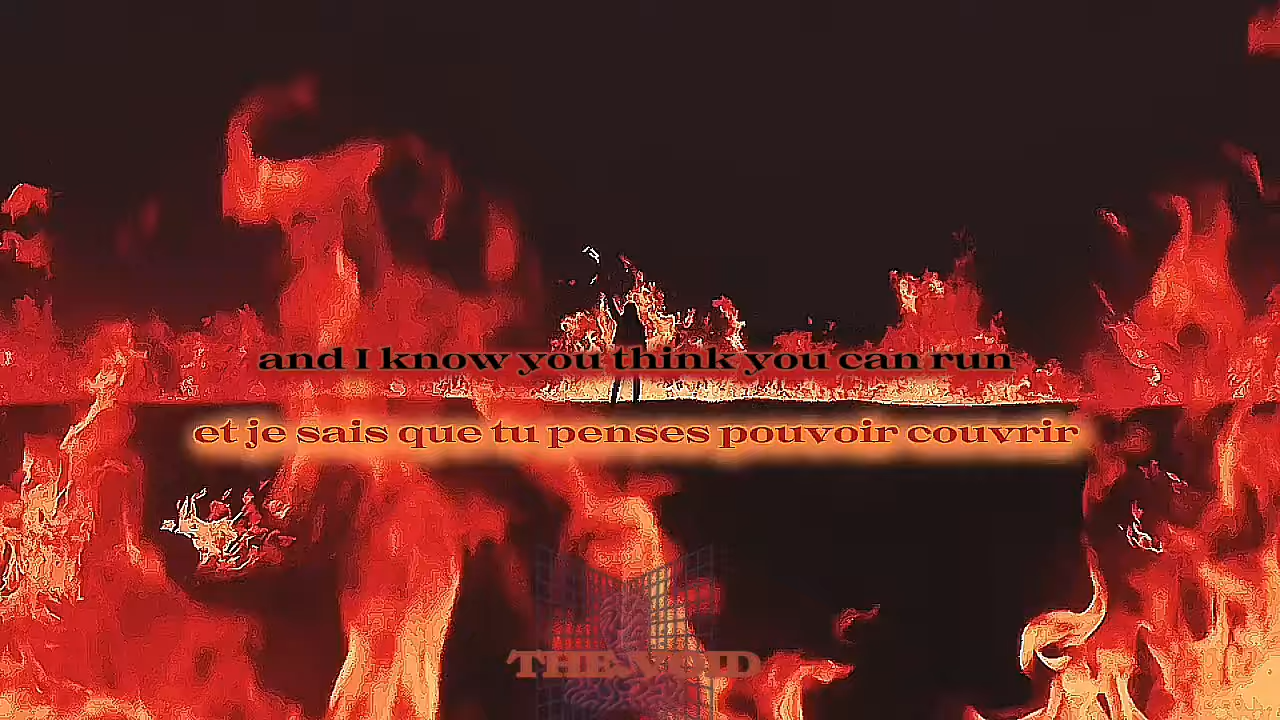 and I know you think you can run
et je sais que tu penses pouvoir couvrir
THE VOID